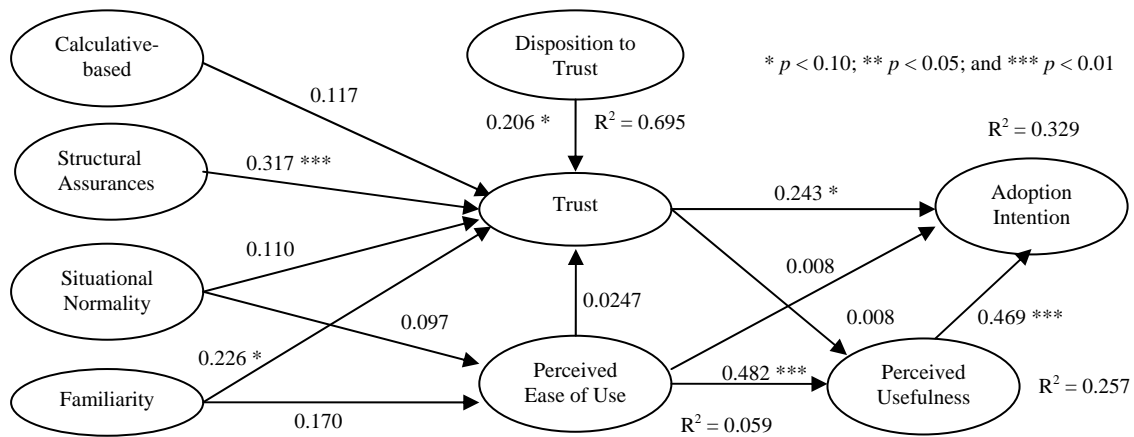 Calculative-
based
Disposition to
Trust
* p < 0.10; ** p < 0.05; and *** p < 0.01
0.117
0.206 *
R² = 0.695
R² = 0.329
Structural
Assurances
0.317 ***
Trust
0.243 *
Adoption
Intention
Situational
Normality
0.110
0.008
0.097
0.0247
0.008
0.469 ***
Familiarity
0.226 *
0.170
Perceived
Ease of Use
0.482 ***
Perceived
Usefulness
R² = 0.257
R² = 0.059